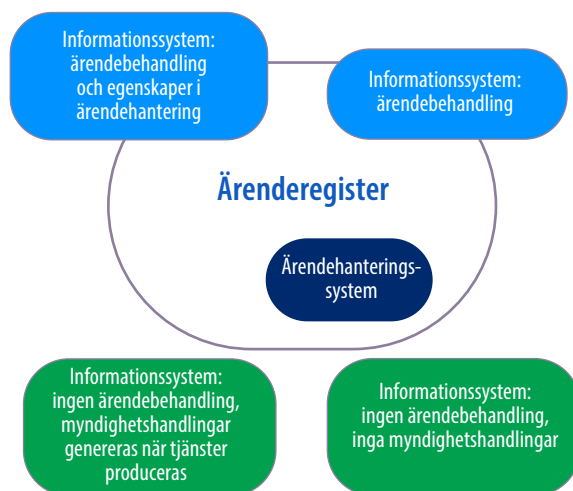 Informationssystem:
ärendebehandling
och egenskaper i
ärendehantering
Informationssystem:
ärendebehandling
Ärenderegister
Ärendehanterings-
system
Informationssystem:
ingen ärendebehandling,
myndighetshandlingar
genereras när tjänster
produceras
Informationssystem:
ingen ärendebehandling,
inga myndighetshandlingar